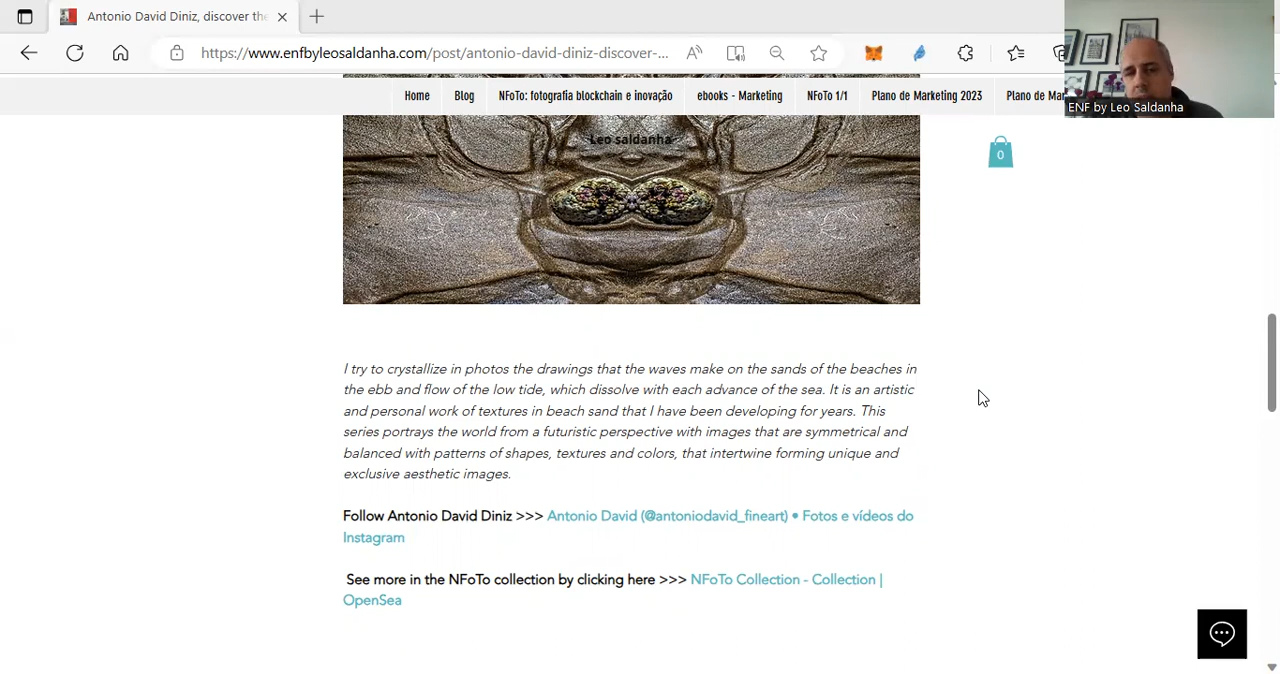 Antonio David Diniz, discover the
https://www.enfbyleosaldanha.com/post/antonio-david-diniz-discover-...
ENF by Leo Saldanha
Home Blog NFoTo: fotografia blockchain e inovação ebooks - Marketing NFoTo 1/1 Plano de Marketing 2023 Plano de Mar
Leo saldanha
0
I try to crystallize in photos the drawings that the waves make on the sands of the beaches in
the ebb and flow of the low tide, which dissolve with each advance of the sea. It is an artistic
and personal work of textures in beach sand that I have been developing for years. This
series portrays the world from a futuristic perspective with images that are symmetrical and
balanced with patterns of shapes, textures and colors, that intertwine forming unique and
exclusive aesthetic images.
Follow Antonio David Diniz >>> Antonio David (@antoniodavid_fineart) • Fotos e vídeos do
Instagram
See more in the NFoTo collection by clicking here >>> NFoTo Collection - Collection |
OpenSea